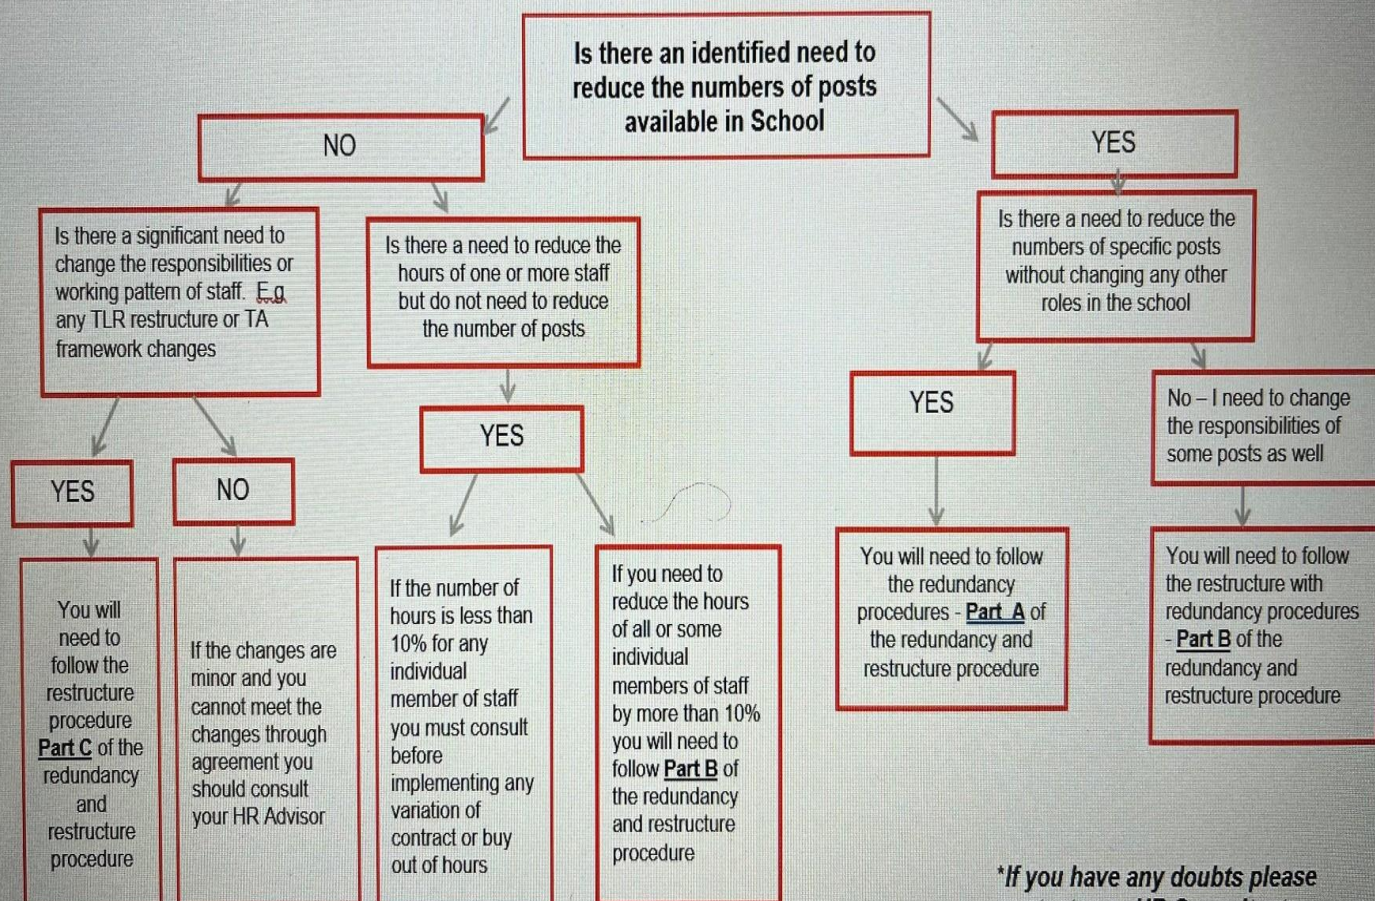 Is there an identified need to
reduce the numbers of posts
available in School
NO
YES
Is there a significant need to
change the responsibilities or
working pattern of staff. E.g
any TLR restructure or TA
framework changes
Is there a need to reduce the
hours of one or more staff
but do not need to reduce
the number of posts
Is there a need to reduce the
numbers of specific posts
without changing any other
roles in the school
YES
NO
YES
YES
No – I need to change
the responsibilities of
some posts as well
You will
need to
follow the
restructure
procedure
Part C of the
redundancy
and
restructure
procedure
If the changes are
minor and you
cannot meet the
changes through
agreement you
should consult
your HR Advisor
If the number of
hours is less than
10% for any
individual
member of staff
you must consult
before
implementing any
variation of
contract or buy
out of hours
If you need to
reduce the hours
of all or some
individual
members of staff
by more than 10%
you will need to
follow Part B of
the redundancy
and restructure
procedure
You will need to follow
the redundancy
procedures - Part A of
the redundancy and
restructure procedure
You will need to follow
the restructure with
redundancy procedures
- Part B of the
redundancy and
restructure procedure
*If you have any doubts please